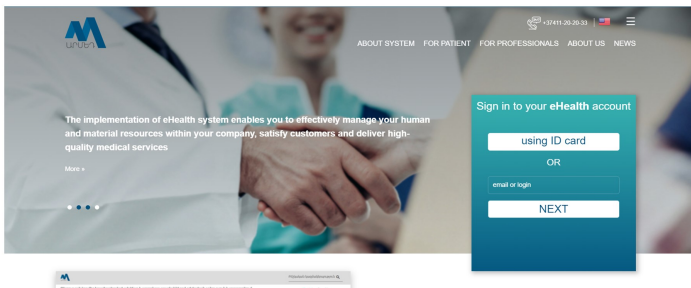 +37411-20-20-33
ԱՐՄԵԴ
ABOUT SYSTEM FOR PATIENT FOR PROFESSIONALS ABOUT US NEWS
Sign in to your eHealth account
The implementation of eHealth system enables you to effectively manage your human
and material resources within your company, satisfy customers and deliver high-
quality medical services
using ID card
OR
More »
email or login
NEXT